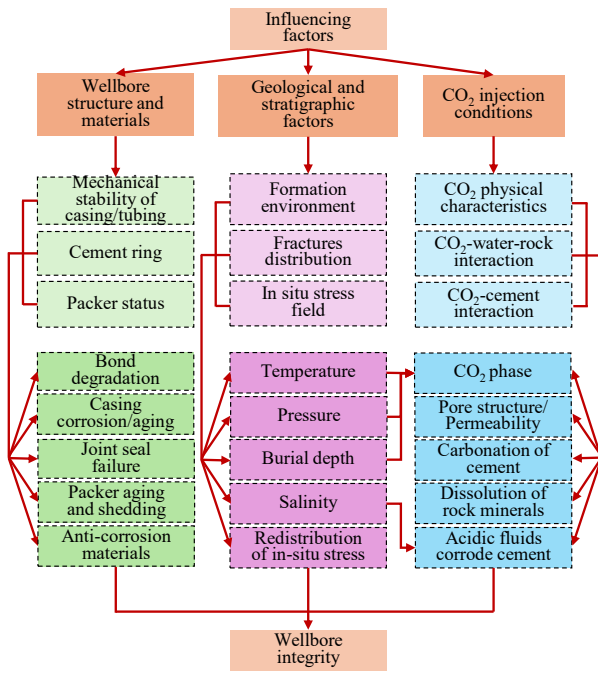 Influencing
factors
Wellbore
structure and
materials
Geological and
stratigraphic
factors
CO₂ injection
conditions
Mechanical
stability of
casing/tubing
Cement ring
Packer status
Formation
environment
Fractures
distribution
In situ stress
field
CO₂ physical
characteristics
CO₂-water-rock
interaction
CO₂-cement
interaction
Bond
degradation
Casing
corrosion/aging
Joint seal
failure
Packer aging
and shedding
Anti-corrosion
materials
Temperature
Pressure
Burial depth
Salinity
Redistribution
of in-situ stress
CO₂ phase
Pore structure/
Permeability
Carbonation of
cement
Dissolution of
rock minerals
Acidic fluids
corrode cement
Wellbore
integrity